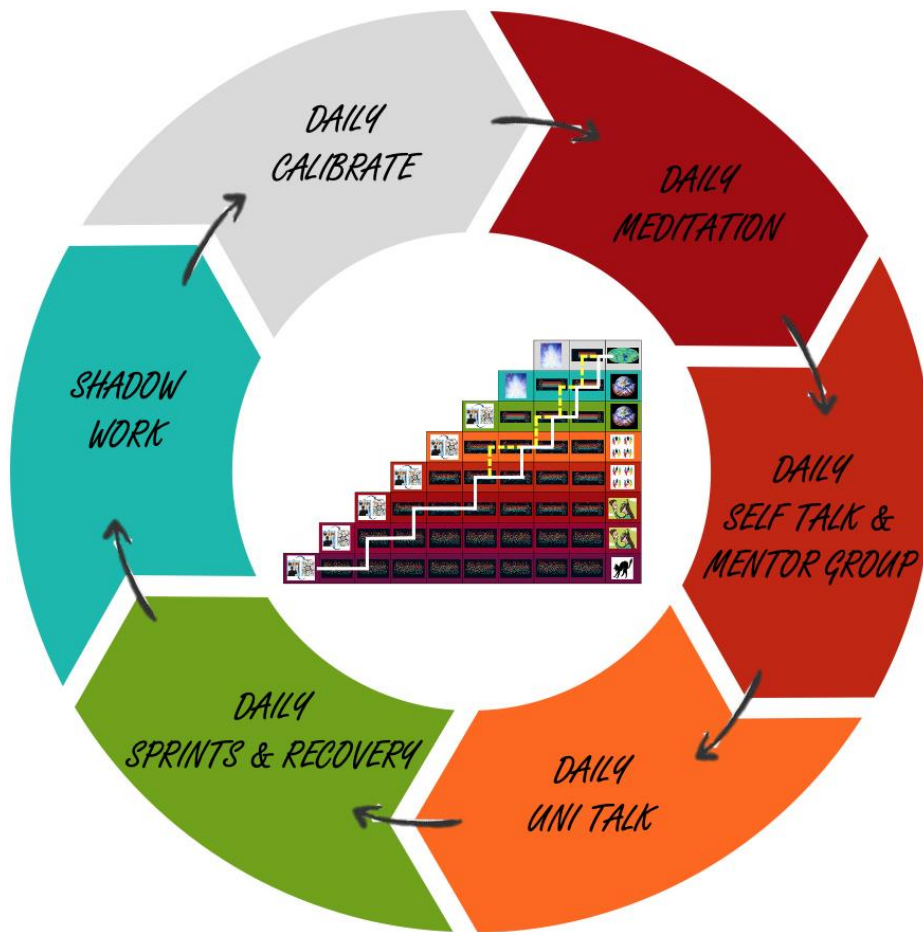 DAILY
CALIBRATE
DAILY
MEDITATION
DAILY
SELF TALK &
MENTOR GROUP
DAILY
UNI TALK
DAILY
SPRINTS & RECOVERY
SHADOW
WORK